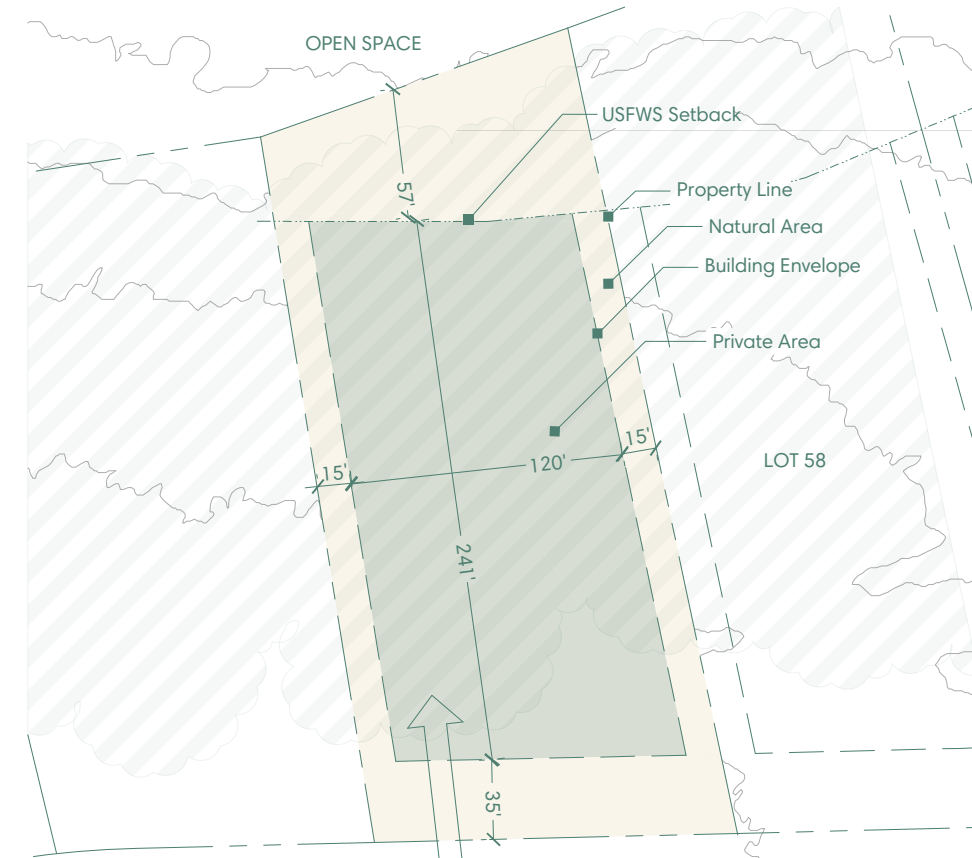 OPEN SPACE
USFWS Setback
57'
Property Line
Natural Area
Building Envelope
Private Area
15'
120'
15'
LOT 58
241'
35'